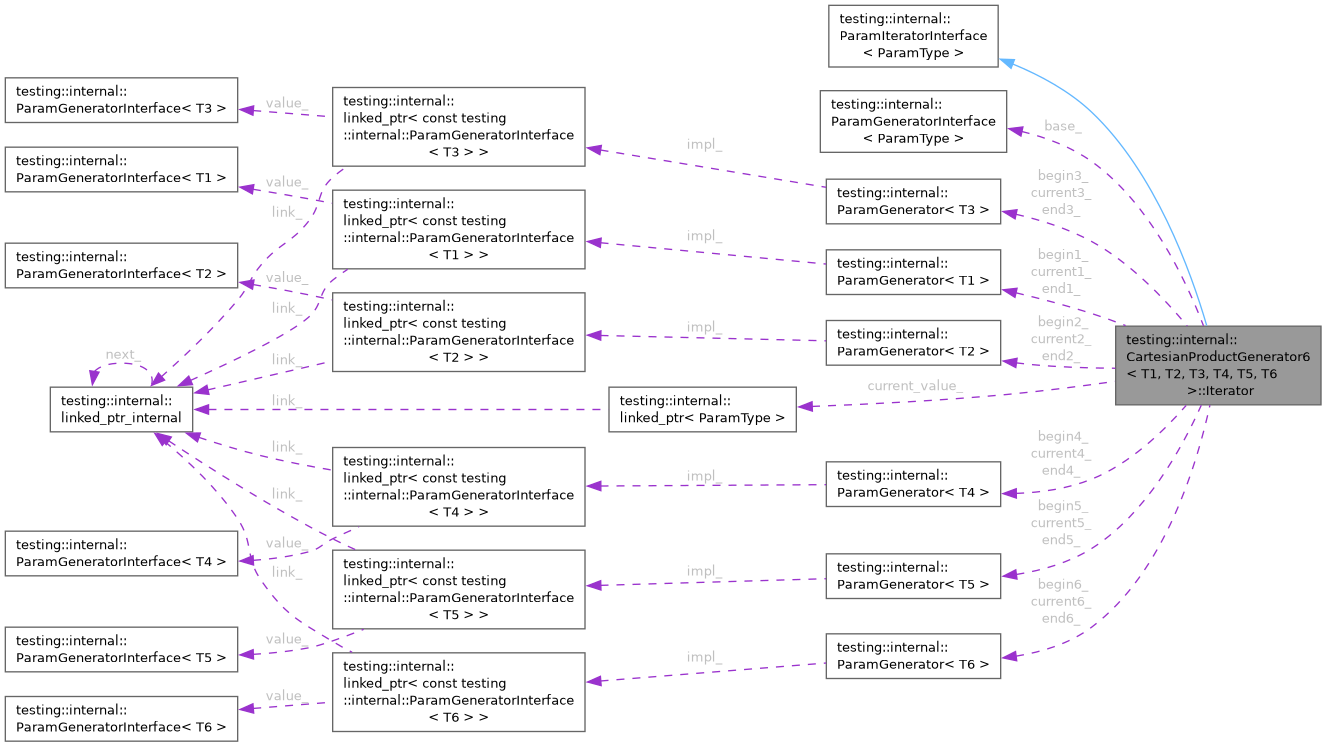 testing::internal::
ParamIteratorInterface
< ParamType >
testing::internal::
ParamGeneratorInterface< T3 >
value_
testing::internal::
linked_ptr< const testing
::internal::ParamGeneratorInterface
< T3 > >
impl_
testing::internal::
ParamGeneratorInterface
< ParamType >
base_
testing::internal::
ParamGeneratorInterface< T1 >
value_
link_
testing::internal::
linked_ptr< const testing
::internal::ParamGeneratorInterface
< T1 > >
impl_
testing::internal::
ParamGenerator< T3 >
begin3_
current3_
end3_
testing::internal::
ParamGeneratorInterface< T2 >
value_
link_
testing::internal::
linked_ptr< const testing
::internal::ParamGeneratorInterface
< T2 > >
impl_
testing::internal::
ParamGenerator< T1 >
begin1_
current1_
end1_
testing::internal::
ParamGenerator< T2 >
begin2_
current2_
end2_
testing::internal::
CartesianProductGenerator6
< T1, T2, T3, T4, T5, T6
>::Iterator
next_
link_
testing::internal::
linked_ptr_internal
link_
testing::internal::
linked_ptr< ParamType >
current_value_
link_
testing::internal::
linked_ptr< const testing
::internal::ParamGeneratorInterface
< T4 > >
impl_
testing::internal::
ParamGenerator< T4 >
begin4_
current4_
end4_
link_
testing::internal::
ParamGeneratorInterface< T4 >
value_
link_
testing::internal::
linked_ptr< const testing
::internal::ParamGeneratorInterface
< T5 > >
impl_
testing::internal::
ParamGenerator< T5 >
begin5_
current5_
end5_
testing::internal::
ParamGeneratorInterface< T5 >
value_
testing::internal::
linked_ptr< const testing
::internal::ParamGeneratorInterface
< T6 > >
impl_
testing::internal::
ParamGenerator< T6 >
begin6_
current6_
end6_
testing::internal::
ParamGeneratorInterface< T6 >
value_